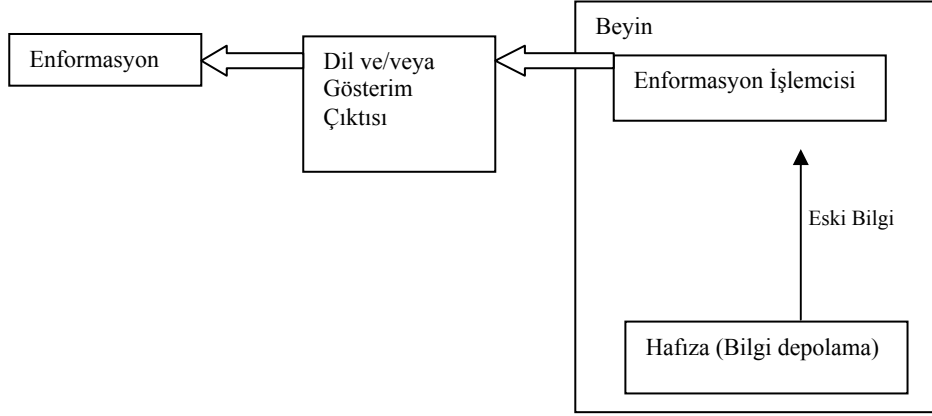 Beyin
Enformasyon
Dil ve/veya
Gösterim
Çıktısı
Enformasyon İşlemcisi
Eski Bilgi
Hafıza (Bilgi depolama)